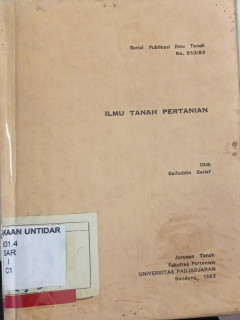 Serial Publikasi Ilmu Tanah
No, 01/3/83
ILMU TANAH PERTANIAN
Oleh
Saifuddin Sarief
KAAN UNTIDAR
631.4
SAR
I
C1
Jurusan Tanah
Fakultas Pertanian
UNIVERSITAS PADJADJARAN
Bandung, 1983